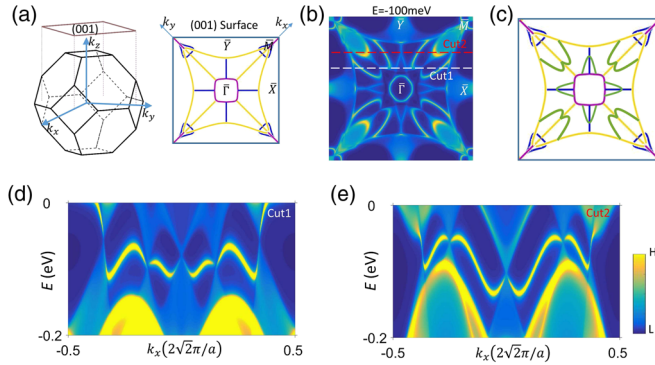 (a)
(001)
k_z
k_x
k_y
k_y (001) Surface k_x
Ȳ M̄
Γ̄ X̄
(b)
E=-100meV
Ȳ M̄
Cut2
Cut1
Γ̄ X̄
(c)
(d)
0
Cut1
E (eV)
-0.2
-0.5 k_x(2√2π/a) 0.5
(e)
0
Cut2
E (eV)
-0.2
-0.5 k_x(2√2π/a) 0.5
H
L